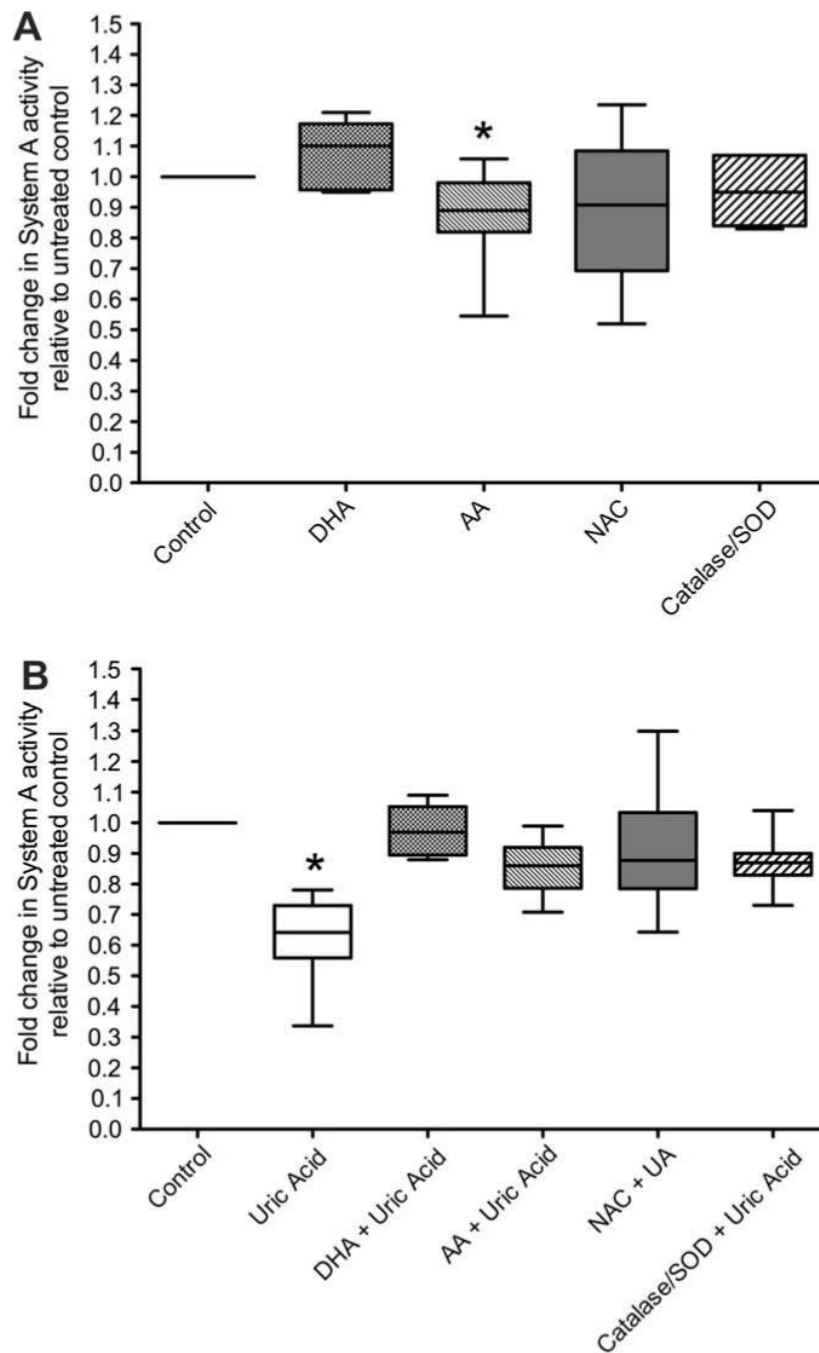 A
Fold change in System A activity
relative to untreated control
1.5
1.4
1.3
1.2
1.1
1.0
0.9
0.8
0.7
0.6
0.5
0.4
0.3
0.2
0.1
0.0
*
Control
DHA
AA
NAC
Catalase/SOD
B
Fold change in System A activity
relative to untreated control
1.5
1.4
1.3
1.2
1.1
1.0
0.9
0.8
0.7
0.6
0.5
0.4
0.3
0.2
0.1
0.0
*
Control
Uric Acid
DHA + Uric Acid
AA + Uric Acid
NAC + UA
Catalase/SOD + Uric Acid